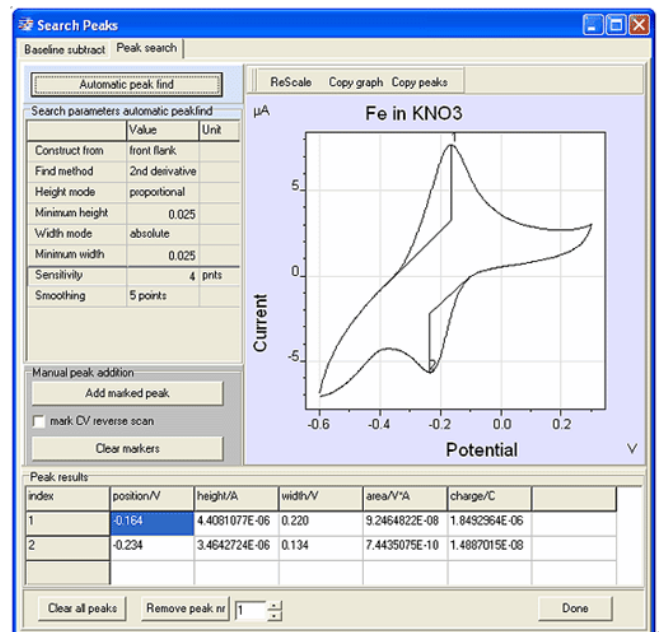 Search Peaks
Baseline subtract Peak search
Automatic peak find
Search parameters automatic peakfind
Value Unit
Construct from front flank
Find method 2nd derivative
Height mode proportional
Minimum height 0.025
Width mode absolute
Minimum width 0.025
Sensitivity 4 pnts
Smoothing 5 points
Manual peak addition
Add marked peak
mark CV reverse scan
Clear markers
ReScale Copy graph Copy peaks
µA Fe in KNO3
1
5
0
-5
2
Current
-0.6 -0.4 -0.2 0.0 0.2
Potential V
Peak results
index position/V height/A width/V area/V*A charge/C
1 -0.164 4.4081077E-06 0.220 9.2464822E-08 1.8492964E-06
2 -0.234 3.4642724E-06 0.134 7.4435075E-10 1.4887015E-08
Clear all peaks Remove peak nr 1 Done